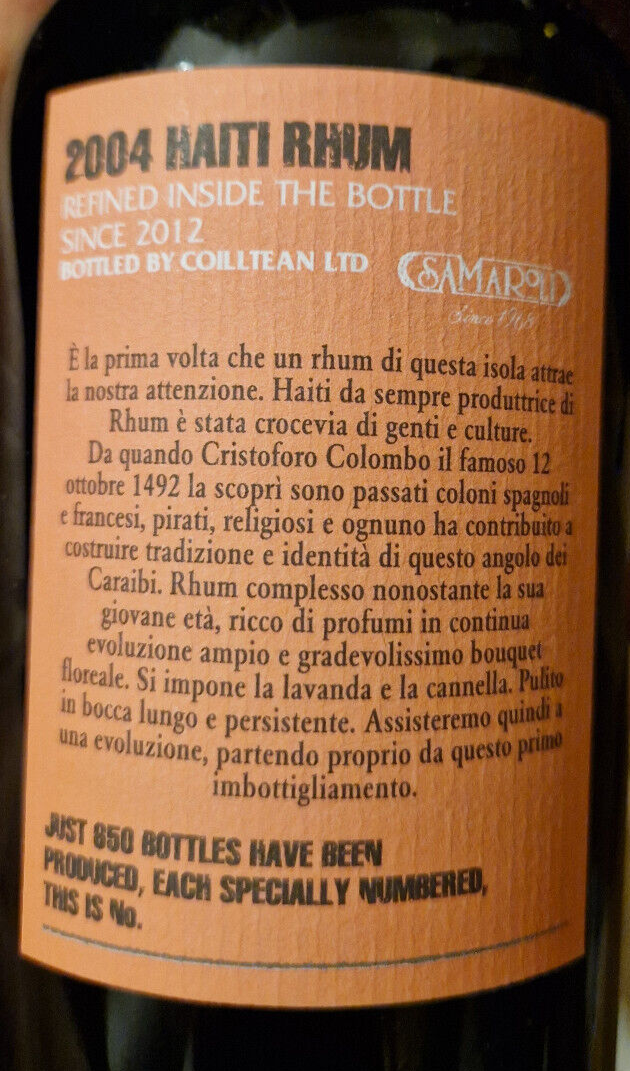 2004 HAITI RHUM
REFINED INSIDE THE BOTTLE
SINCE 2012
BOTTLED BY COILLTEAN LTD
SAMAROLI
Since 1968
È la prima volta che un rhum di questa isola attrae
la nostra attenzione. Haiti da sempre produttrice di
Rhum è stata crocevia di genti e culture.
Da quando Cristoforo Colombo il famoso 12
ottobre 1492 la scoprì sono passati coloni spagnoli
e francesi, pirati, religiosi e ognuno ha contribuito a
costruire tradizione e identità di questo angolo dei
Caraibi. Rhum complesso nonostante la sua
giovane età, ricco di profumi in continua
evoluzione ampio e gradevolissimo bouquet
floreale. Si impone la lavanda e la cannella. Pulito
in bocca lungo e persistente. Assisteremo quindi a
una evoluzione, partendo proprio da questo primo
imbottigliamento.
JUST 650 BOTTLES HAVE BEEN
PRODUCED, EACH SPECIALLY NUMBERED,
THIS IS No.